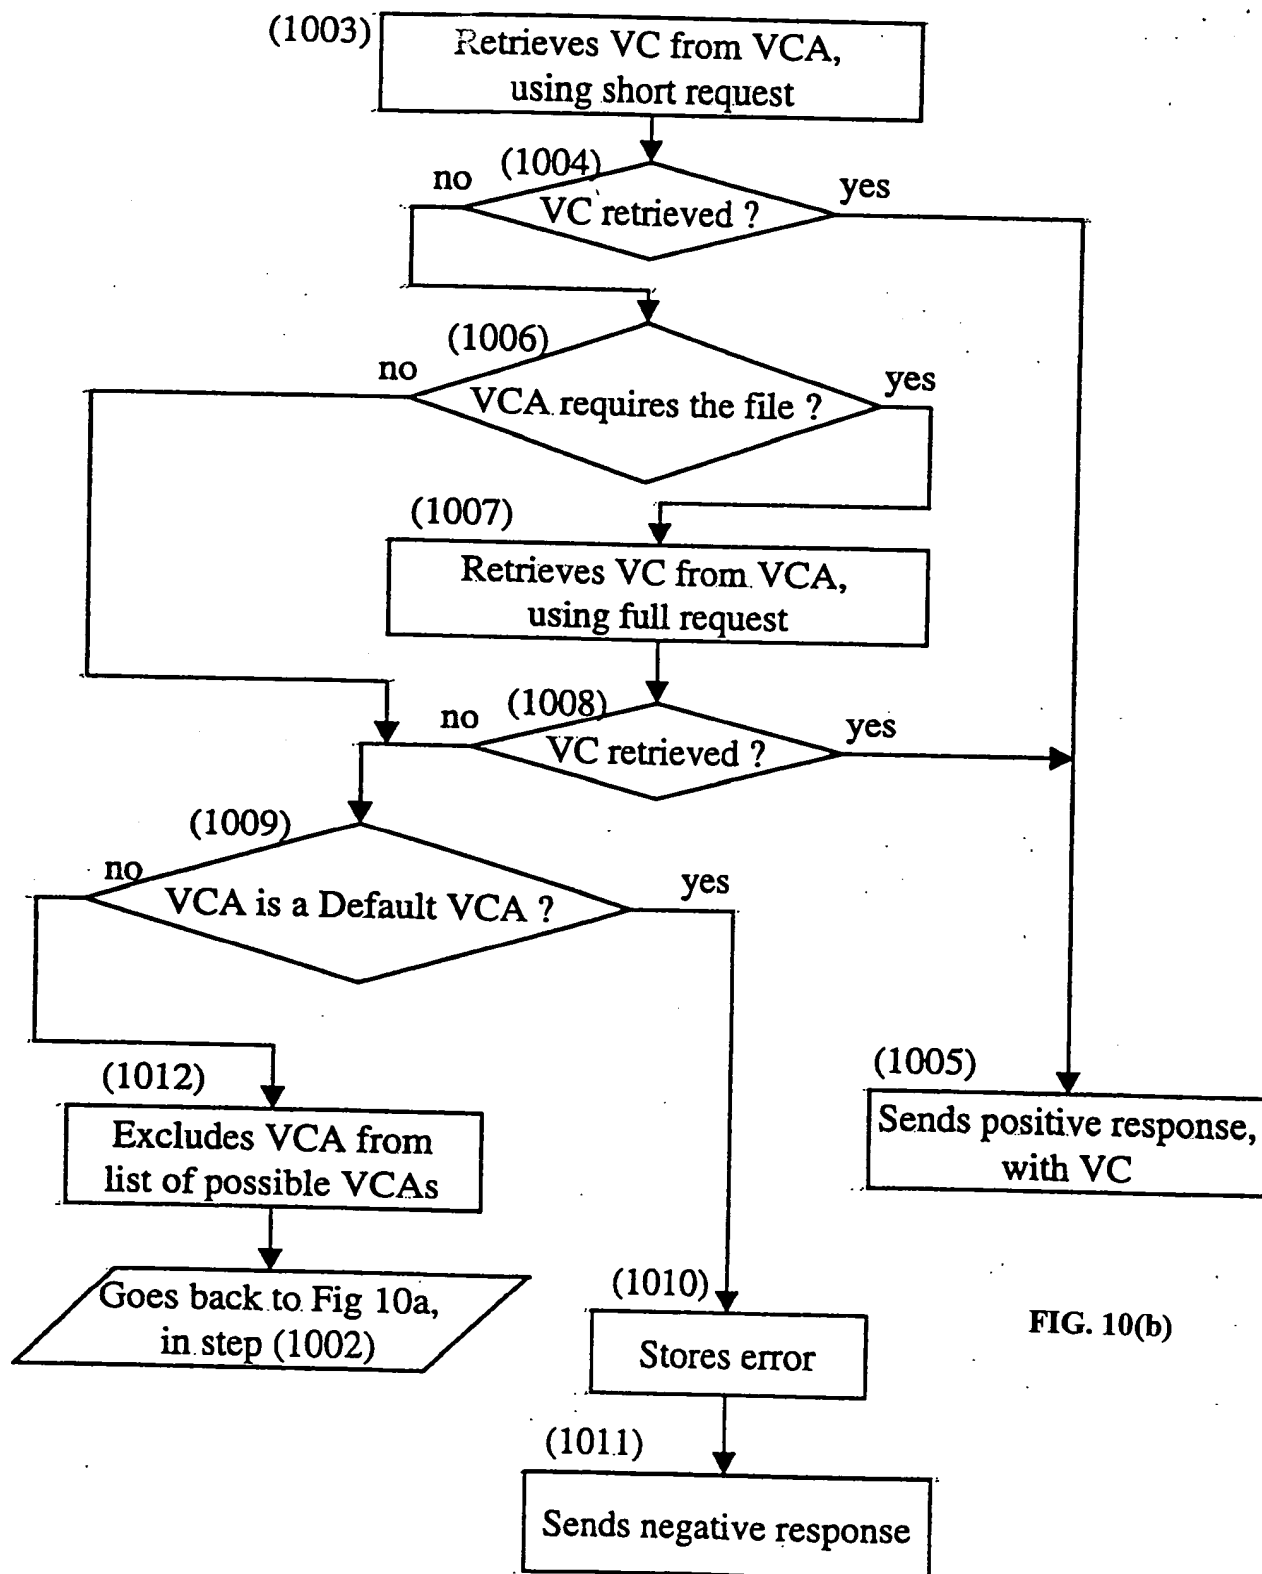 (1003)
Retrieves VC from VCA,
using short request
(1004)
no
yes
VC retrieved ?
(1006)
no
yes
VCA requires the file ?
(1007)
Retrieves VC from VCA,
using full request
(1008)
no
yes
VC retrieved ?
(1009)
no
yes
VCA is a Default VCA ?
(1012)
Excludes VCA from
list of possible VCAs
Goes back to Fig 10a,
in step (1002)
(1005)
Sends positive response,
with VC
(1010)
Stores error
(1011)
Sends negative response
FIG. 10(b)